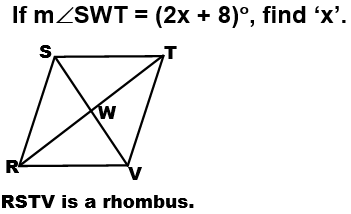 If m∠SWT = (2x + 8)º, find ‘x’.
S T
W
R V
RSTV is a rhombus.